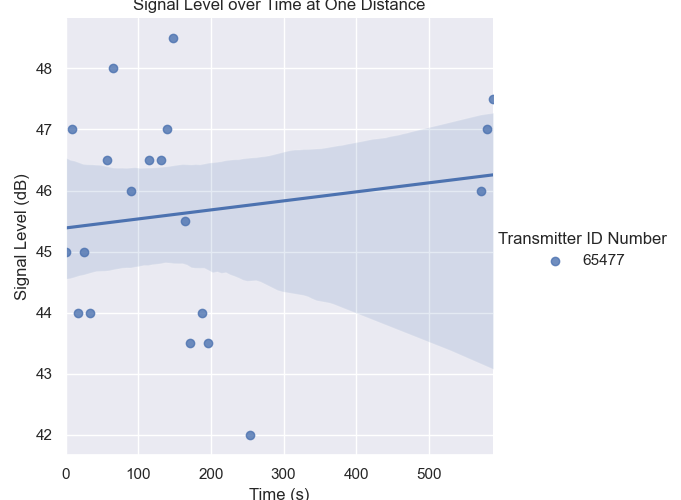 Signal Level over Time at One Distance
48
47
46
45
44
43
42
Signal Level (dB)
0 100 200 300 400 500
Time (s)
Transmitter ID Number
65477